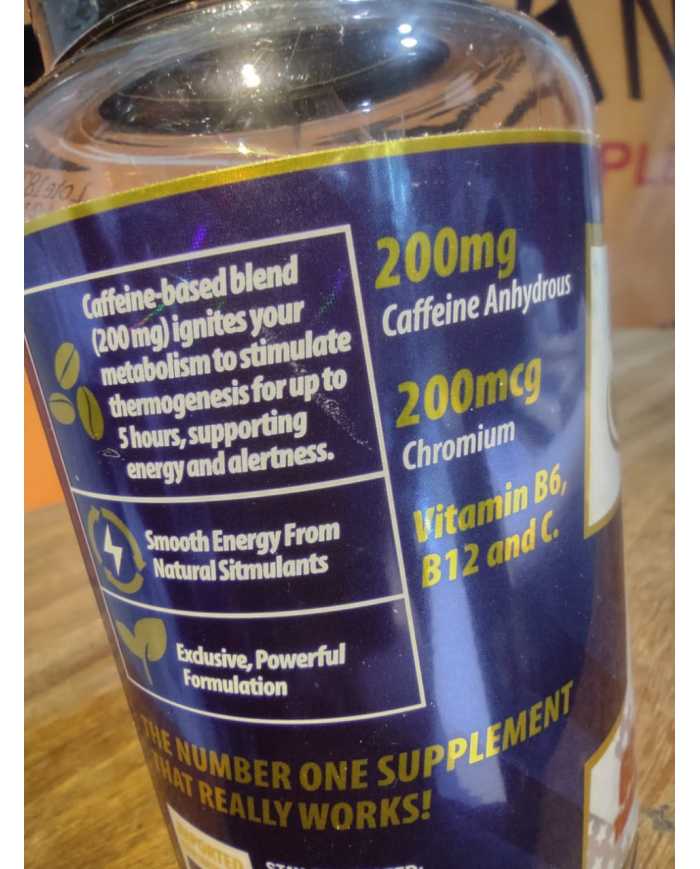 Caffeine-based blend
(200 mg) ignites your
metabolism to stimulate
thermogenesis for up to
5 hours, supporting
energy and alertness.
Smooth Energy From
Natural Sitmulants
Exclusive, Powerful
Formulation
200mg
Caffeine Anhydrous
200mcg
Chromium
Vitamin B6,
B12 and C.
THE NUMBER ONE SUPPLEMENT
THAT REALLY WORKS!